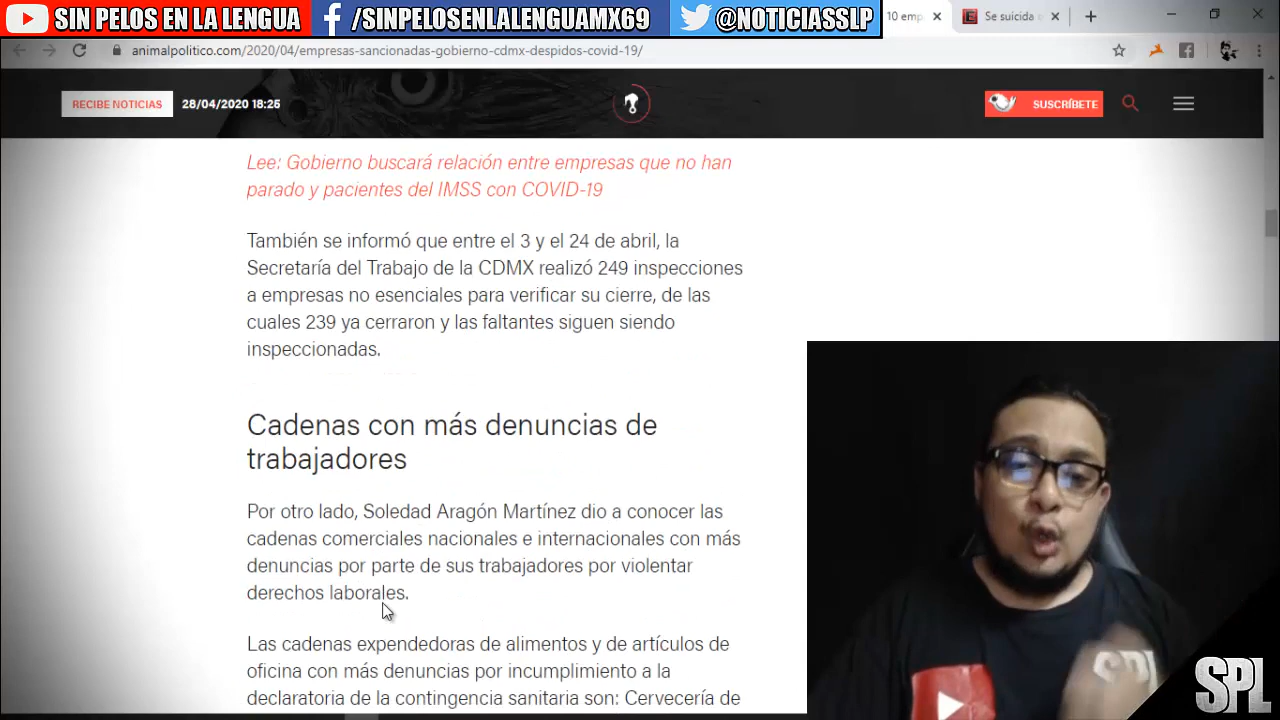 SIN PELOS EN LA LENGUA
/SINPELOSENLALENGUAMX69
@NOTICIASSLP
10 emp
Se suicida
animalpolitico.com/2020/04/empresas-sancionadas-gobierno-cdmx-despidos-covid-19/
RECIBE NOTICIAS
28/04/2020 18:25
SUSCRÍBETE
Lee: Gobierno buscará relación entre empresas que no han
parado y pacientes del IMSS con COVID-19
También se informó que entre el 3 y el 24 de abril, la
Secretaría del Trabajo de la CDMX realizó 249 inspecciones
a empresas no esenciales para verificar su cierre, de las
cuales 239 ya cerraron y las faltantes siguen siendo
inspeccionadas.
Cadenas con más denuncias de
trabajadores
Por otro lado, Soledad Aragón Martínez dio a conocer las
cadenas comerciales nacionales e internacionales con más
denuncias por parte de sus trabajadores por violentar
derechos laborales.
Las cadenas expendedoras de alimentos y de artículos de
oficina con más denuncias por incumplimiento a la
declaratoria de la contingencia sanitaria son: Cervecería de
SPL
SPL